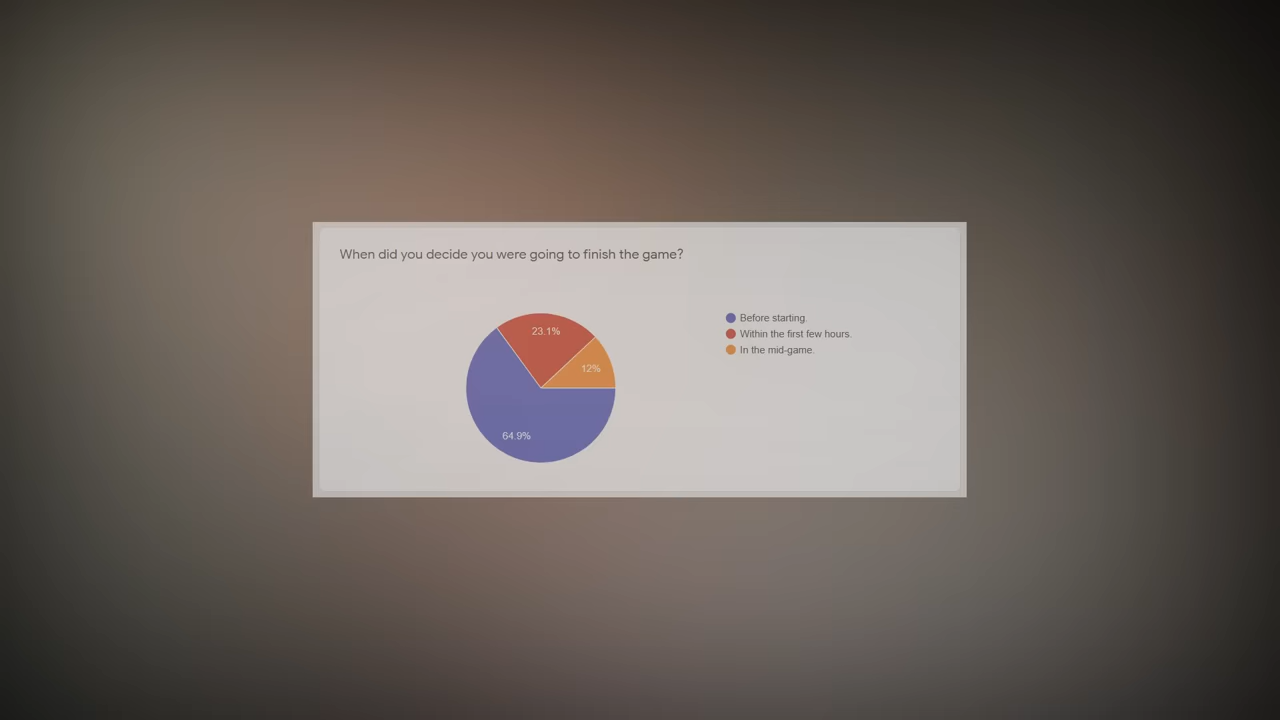 When did you decide you were going to finish the game?
Before starting.
Within the first few hours.
In the mid-game.
23.1%
12%
64.9%